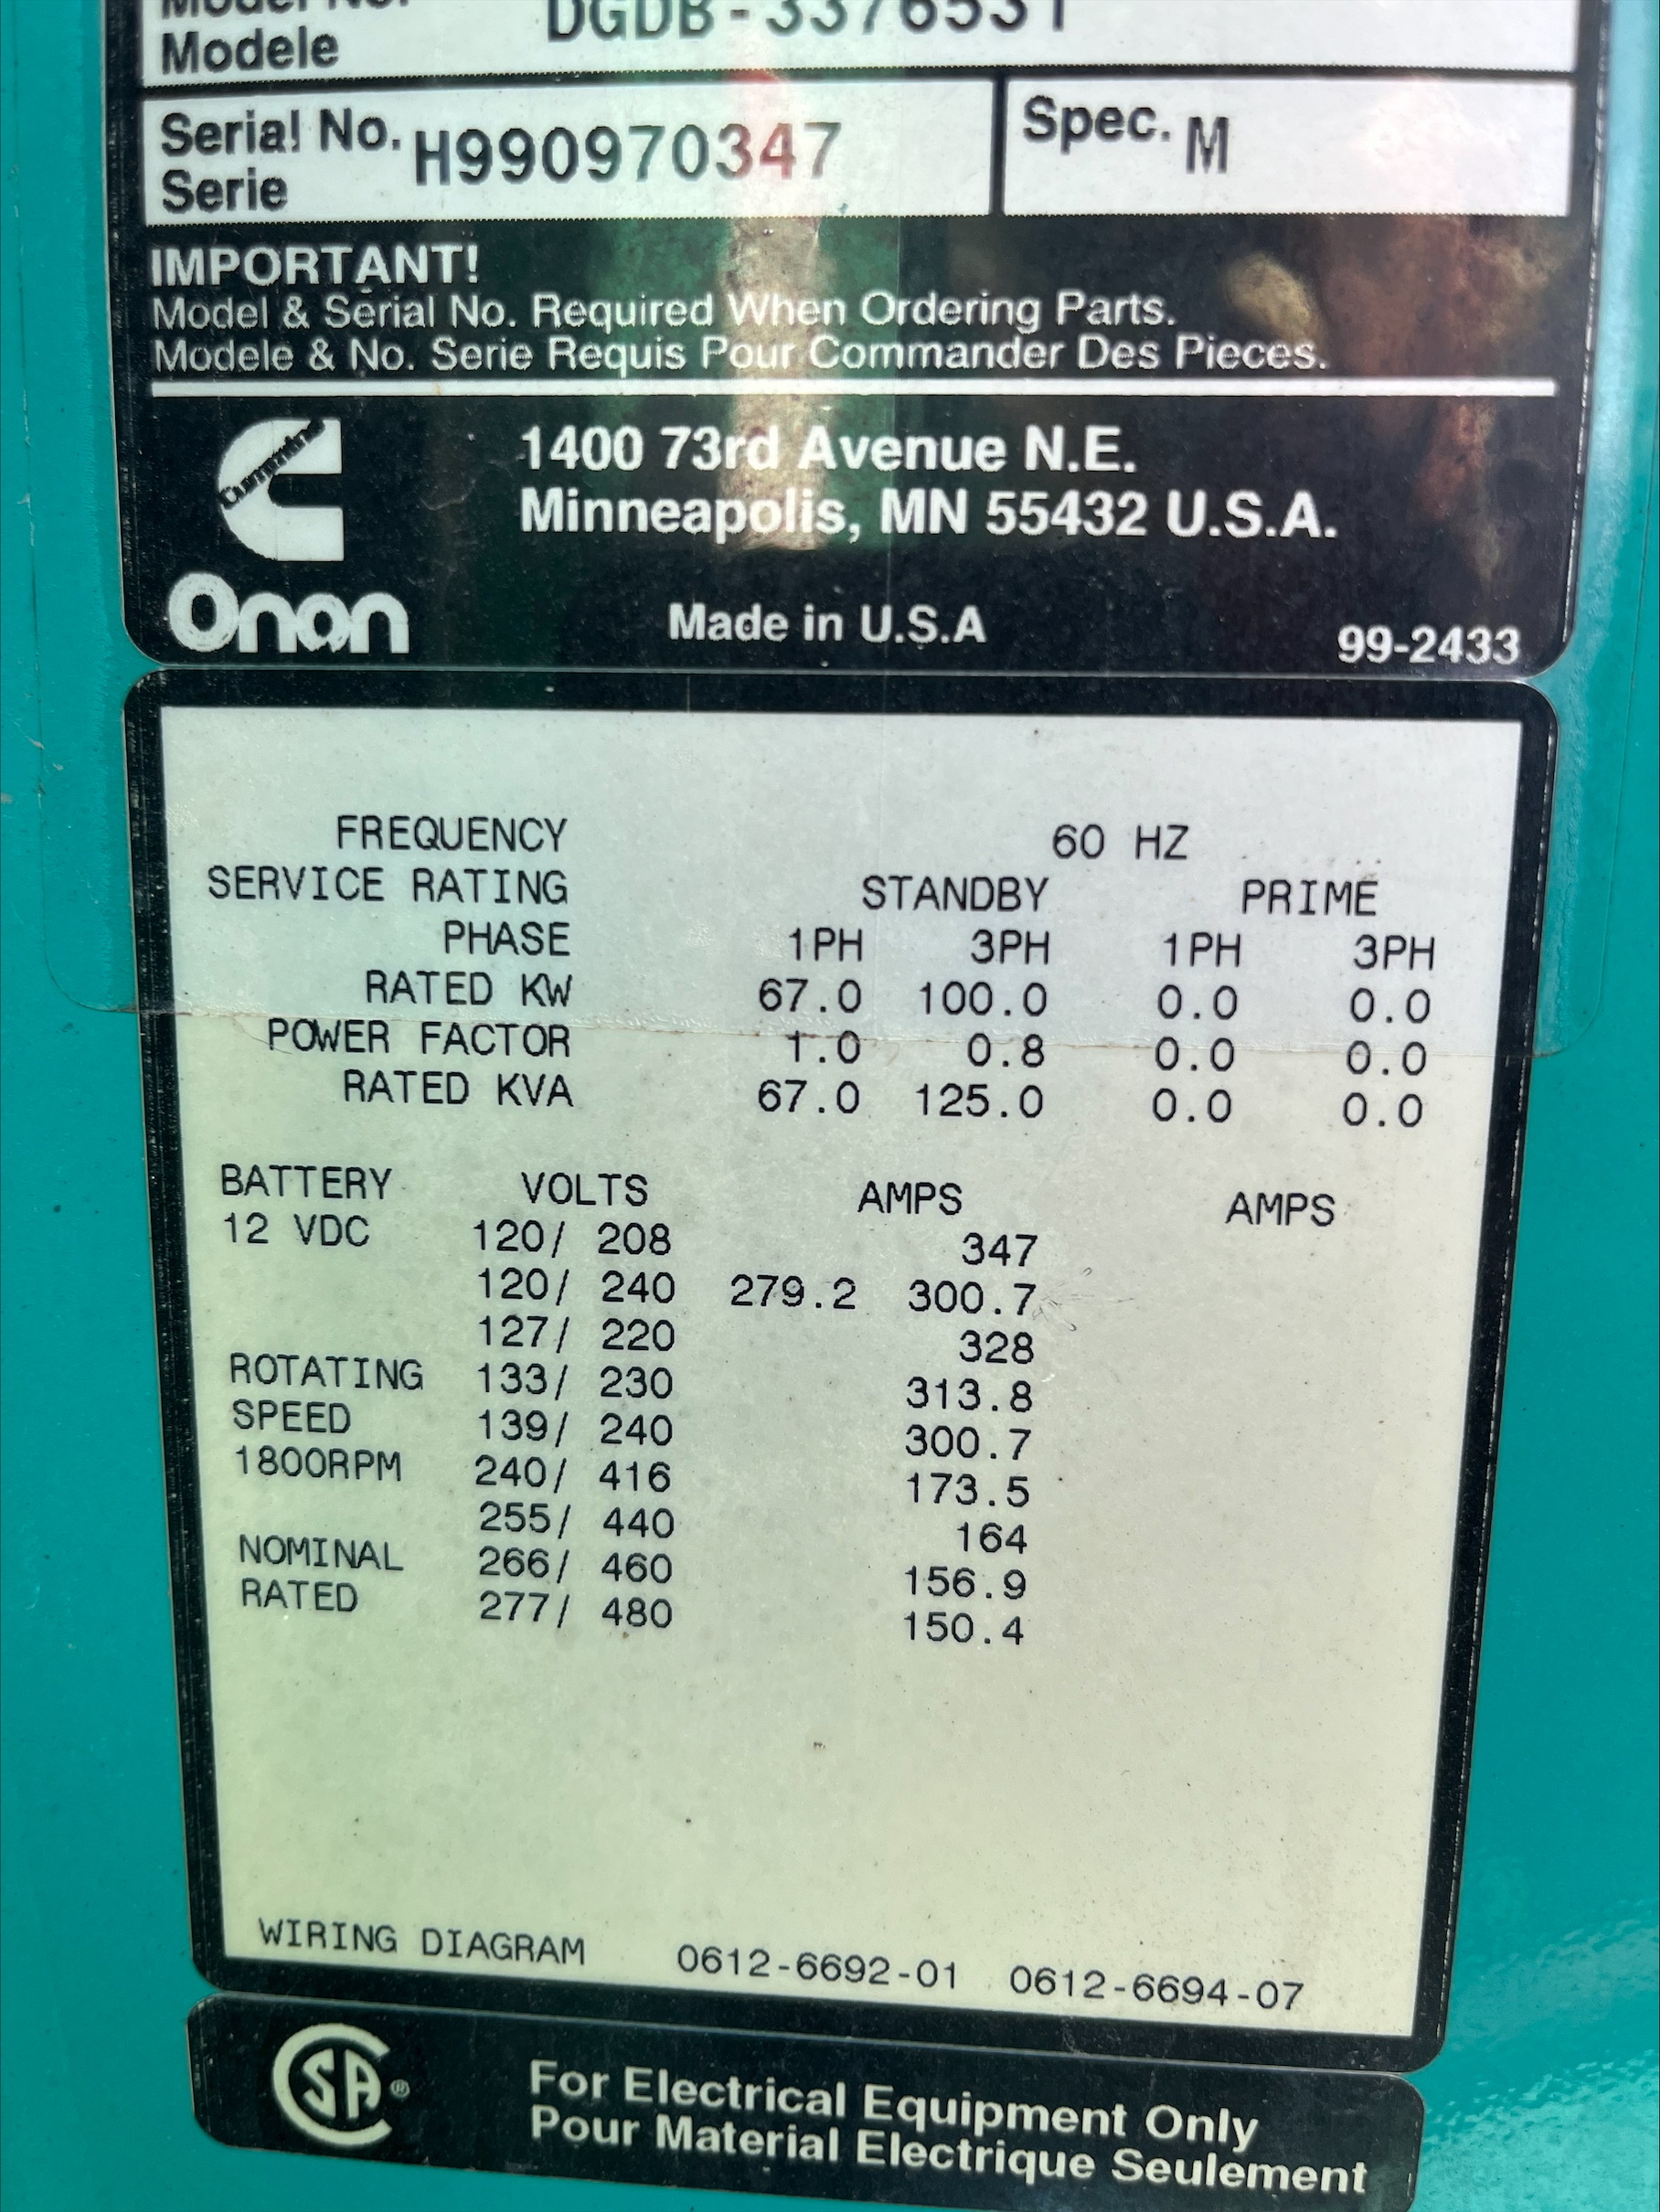 Model No.
Modele DGDB-3376531
Serial No. H990970347 Spec. M
Serie
IMPORTANT!
Model & Serial No. Required When Ordering Parts.
Modele & No. Serie Requis Pour Commander Des Pieces.
Cummins
Onan
1400 73rd Avenue N.E.
Minneapolis, MN 55432 U.S.A.
Made in U.S.A
99-2433
FREQUENCY 60 HZ
SERVICE RATING STANDBY PRIME
PHASE 1PH 3PH 1PH 3PH
RATED KW 67.0 100.0 0.0 0.0
POWER FACTOR 1.0 0.8 0.0 0.0
RATED KVA 67.0 125.0 0.0 0.0
BATTERY VOLTS AMPS AMPS
12 VDC 120/ 208 347
120/ 240 279.2 300.7
127/ 220 328
ROTATING 133/ 230 313.8
SPEED 139/ 240 300.7
1800RPM 240/ 416 173.5
255/ 440 164
NOMINAL 266/ 460 156.9
RATED 277/ 480 150.4
WIRING DIAGRAM 0612-6692-01 0612-6694-07
CSA ®
For Electrical Equipment Only
Pour Material Electrique Seulement